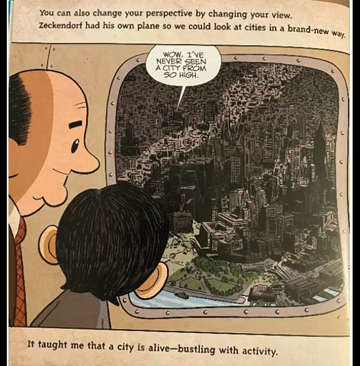 You can also change your perspective by changing your view.
Zeckendorf had his own plane so we could look at cities in a brand-new way.
WOW. I'VE
NEVER SEEN
A CITY FROM
SO HIGH.
It taught me that a city is alive—bustling with activity.